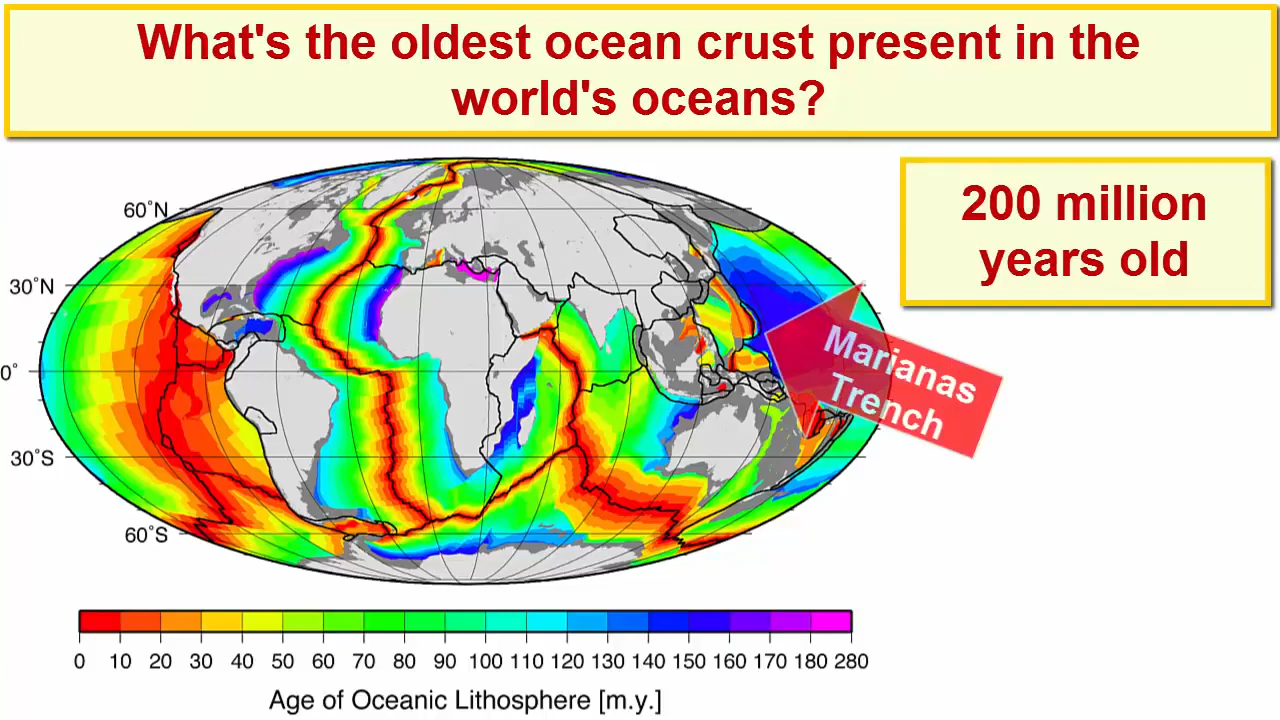 What's the oldest ocean crust present in the
world's oceans?
200 million
years old
60˚N
30˚N
0˚
30˚S
60˚S
Marianas
Trench
0 10 20 30 40 50 60 70 80 90 100 110 120 130 140 150 160 170 180 280
Age of Oceanic Lithosphere [m.y.]